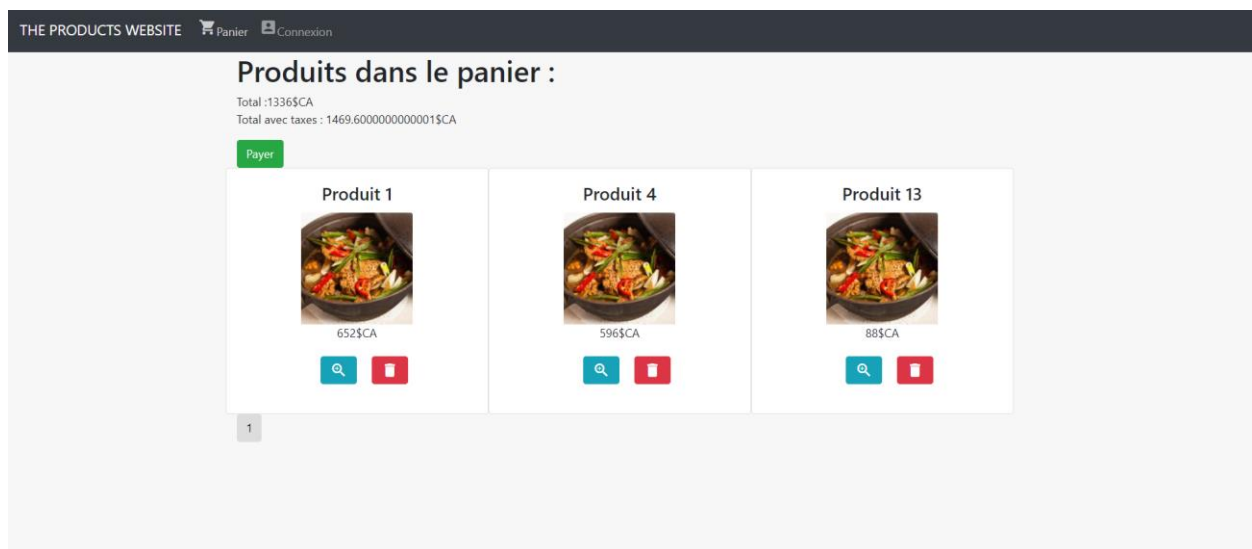 THE PRODUCTS WEBSITE Panier Connexion
Produits dans le panier :
Total :1336$CA
Total avec taxes : 1469.6000000000001$CA
Payer
Produit 1
Produit 4
Produit 13
652$CA
596$CA
88$CA
1